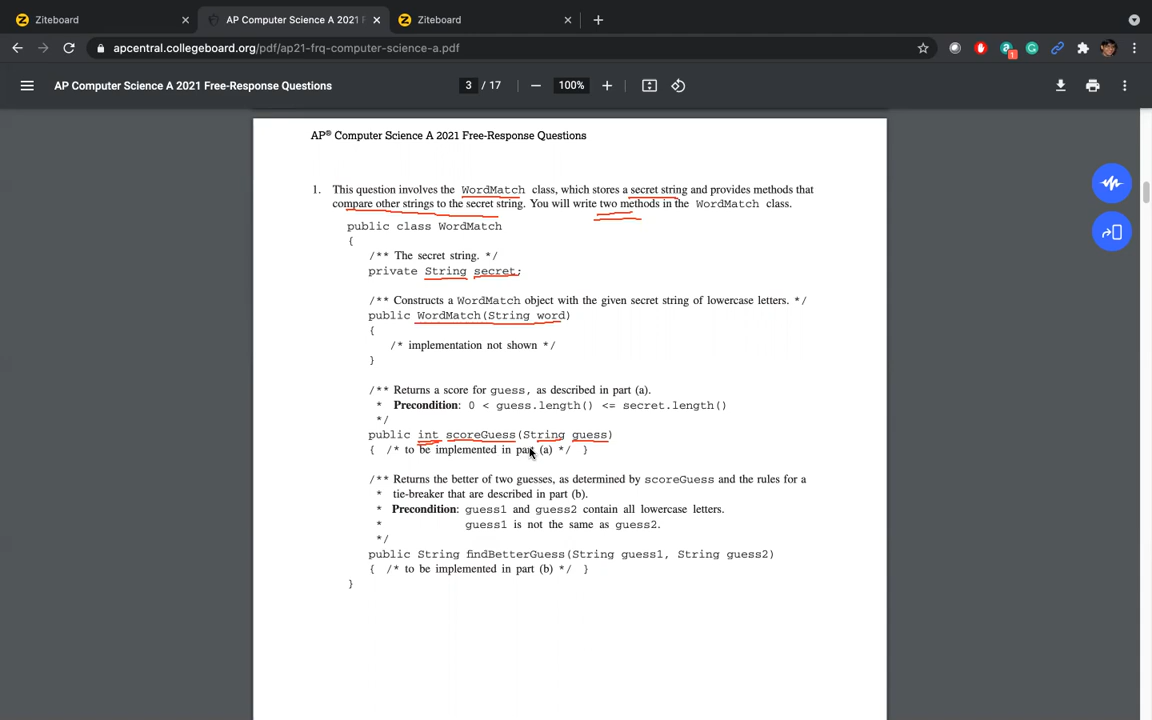 Ziteboard
AP Computer Science A 2021 F
Ziteboard
apcentral.collegeboard.org/pdf/ap21-frq-computer-science-a.pdf
1
AP Computer Science A 2021 Free-Response Questions
3 / 17
100%
AP® Computer Science A 2021 Free-Response Questions
1. This question involves the WordMatch class, which stores a secret string and provides methods that
compare other strings to the secret string. You will write two methods in the WordMatch class.
public class WordMatch
{
/** The secret string. */
private String secret;
/** Constructs a WordMatch object with the given secret string of lowercase letters. */
public WordMatch(String word)
{
/* implementation not shown */
}
/** Returns a score for guess, as described in part (a).
* Precondition: 0 < guess.length() <= secret.length()
*/
public int scoreGuess(String guess)
{ /* to be implemented in part (a) */ }
/** Returns the better of two guesses, as determined by scoreGuess and the rules for a
* tie-breaker that are described in part (b).
* Precondition: guess1 and guess2 contain all lowercase letters.
* guess1 is not the same as guess2.
*/
public String findBetterGuess(String guess1, String guess2)
{ /* to be implemented in part (b) */ }
}